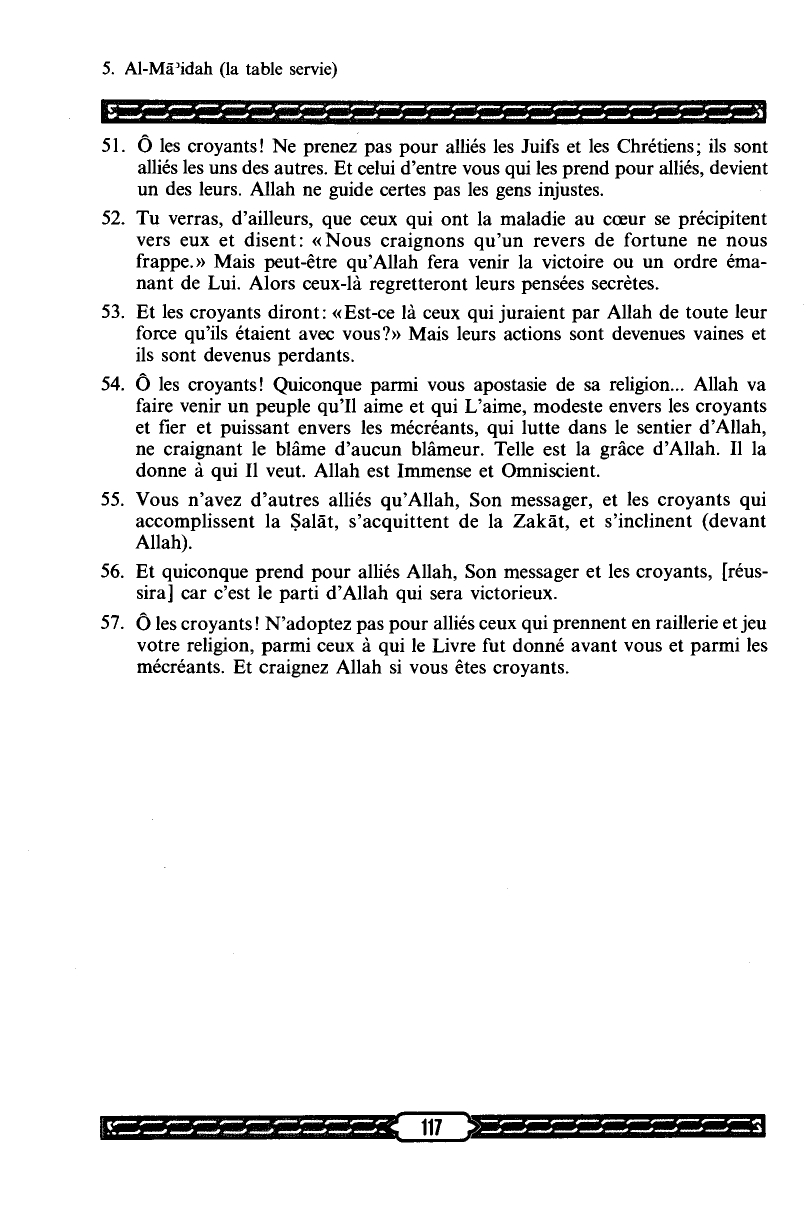 5. Al-Māʾidah (la table servie)
51. Ô les croyants! Ne prenez pas pour alliés les Juifs et les Chrétiens; ils sont
alliés les uns des autres. Et celui d’entre vous qui les prend pour alliés, devient
un des leurs. Allah ne guide certes pas les gens injustes.
52. Tu verras, d’ailleurs, que ceux qui ont la maladie au cœur se précipitent
vers eux et disent: «Nous craignons qu’un revers de fortune ne nous
frappe.» Mais peut-être qu’Allah fera venir la victoire ou un ordre éma-
nant de Lui. Alors ceux-là regretteront leurs pensées secrètes.
53. Et les croyants diront: «Est-ce là ceux qui juraient par Allah de toute leur
force qu’ils étaient avec vous?» Mais leurs actions sont devenues vaines et
ils sont devenus perdants.
54. Ô les croyants! Quiconque parmi vous apostasie de sa religion... Allah va
faire venir un peuple qu’Il aime et qui L’aime, modeste envers les croyants
et fier et puissant envers les mécréants, qui lutte dans le sentier d’Allah,
ne craignant le blâme d’aucun blâmeur. Telle est la grâce d’Allah. Il la
donne à qui Il veut. Allah est Immense et Omniscient.
55. Vous n’avez d’autres alliés qu’Allah, Son messager, et les croyants qui
accomplissent la Ṣalāt, s’acquittent de la Zakāt, et s’inclinent (devant
Allah).
56. Et quiconque prend pour alliés Allah, Son messager et les croyants, [réus-
sira] car c’est le parti d’Allah qui sera victorieux.
57. Ô les croyants! N’adoptez pas pour alliés ceux qui prennent en raillerie et jeu
votre religion, parmi ceux à qui le Livre fut donné avant vous et parmi les
mécréants. Et craignez Allah si vous êtes croyants.
117